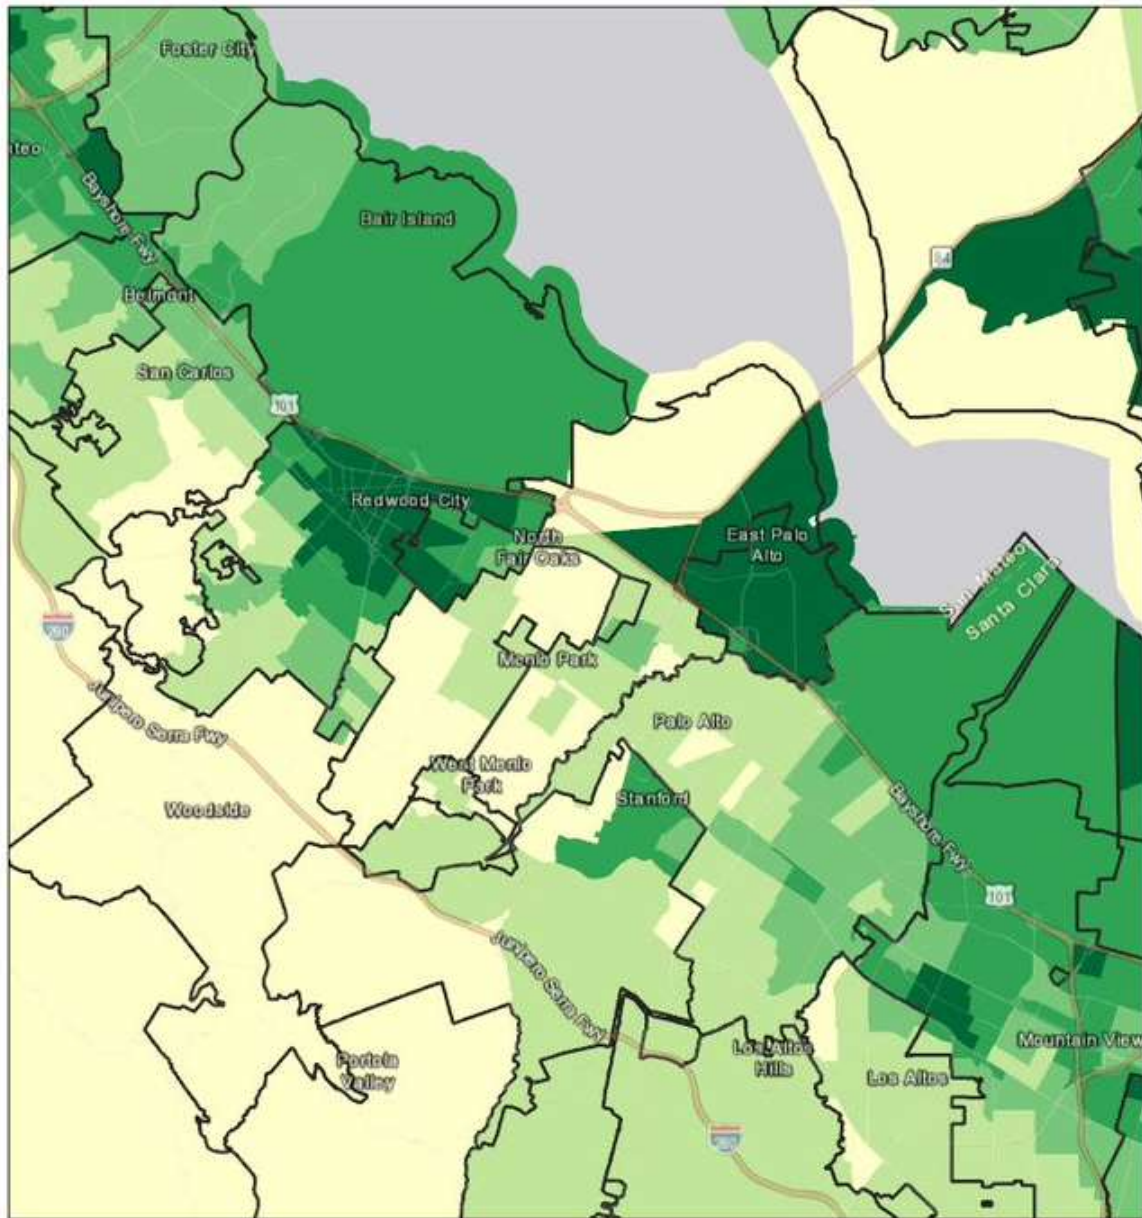 Foster City
ateo
Bayshore Fwy
Bair Island
84
Belmont
San Carlos
101
Redwood City
North
Fair Oaks
East Palo
Alto
San Mateo
Santa Clara
280
Menlo Park
Junipero Serra Fwy
Palo Alto
West Menlo
Park
Stanford
Woodside
Bayshore Fwy
101
Junipero Serra Fwy
Portola
Valley
Los Altos
Hills
Los Altos
Mountain View